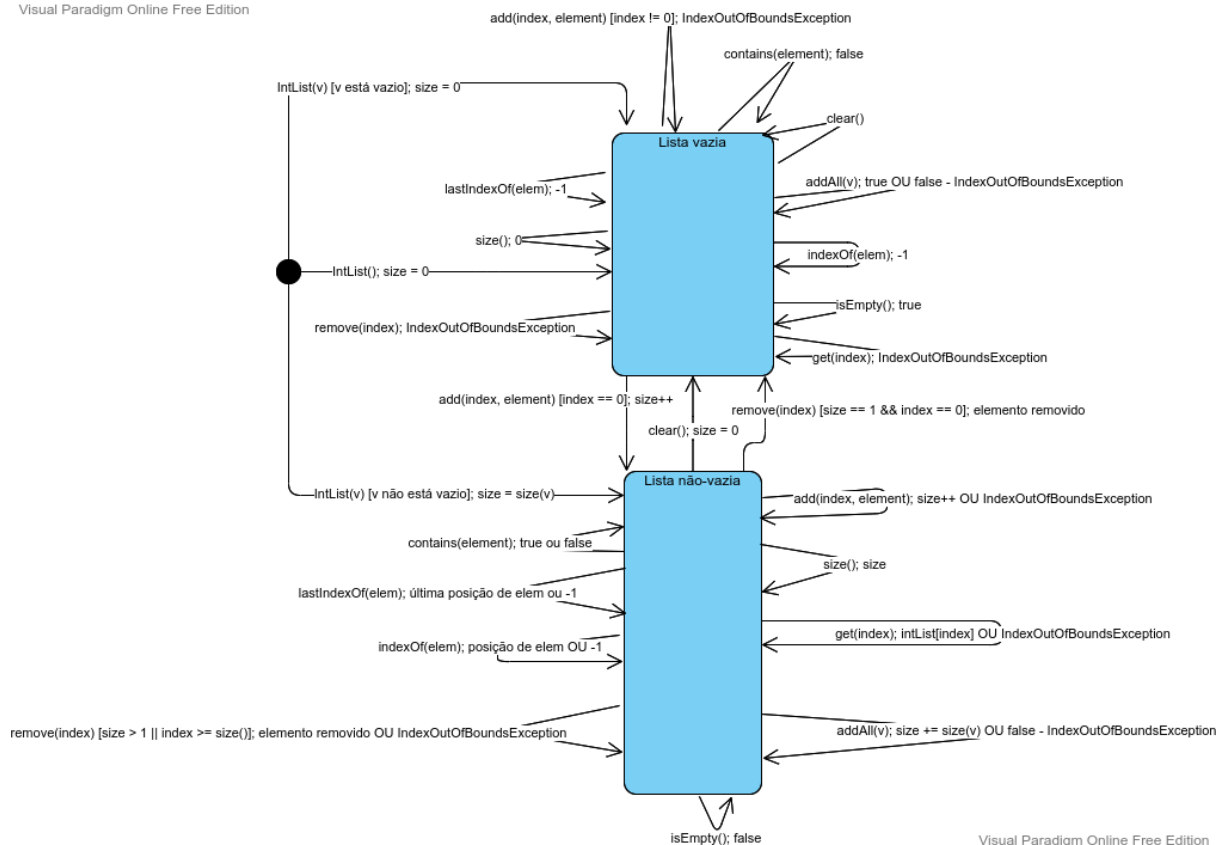 Visual Paradigm Online Free Edition
add(index, element) [index != 0]; IndexOutOfBoundsException
contains(element); false
IntList(v) [v está vazio]; size = 0
clear()
Lista vazia
addAll(v); true OU false - IndexOutOfBoundsException
lastIndexOf(elem); -1
size(); 0
indexOf(elem); -1
IntList(); size = 0
isEmpty(); true
remove(index); IndexOutOfBoundsException
get(index); IndexOutOfBoundsException
add(index, element) [index == 0]; size++
remove(index) [size == 1 && index == 0]; elemento removido
clear(); size = 0
Lista não-vazia
IntList(v) [v não está vazio]; size = size(v)
add(index, element); size++ OU IndexOutOfBoundsException
contains(element); true ou false
size(); size
lastIndexOf(elem); última posição de elem ou -1
get(index); intList[index] OU IndexOutOfBoundsException
indexOf(elem); posição de elem OU -1
remove(index) [size > 1 || index >= size()]; elemento removido OU IndexOutOfBoundsException
addAll(v); size += size(v) OU false - IndexOutOfBoundsException
isEmpty(); false
Visual Paradigm Online Free Edition